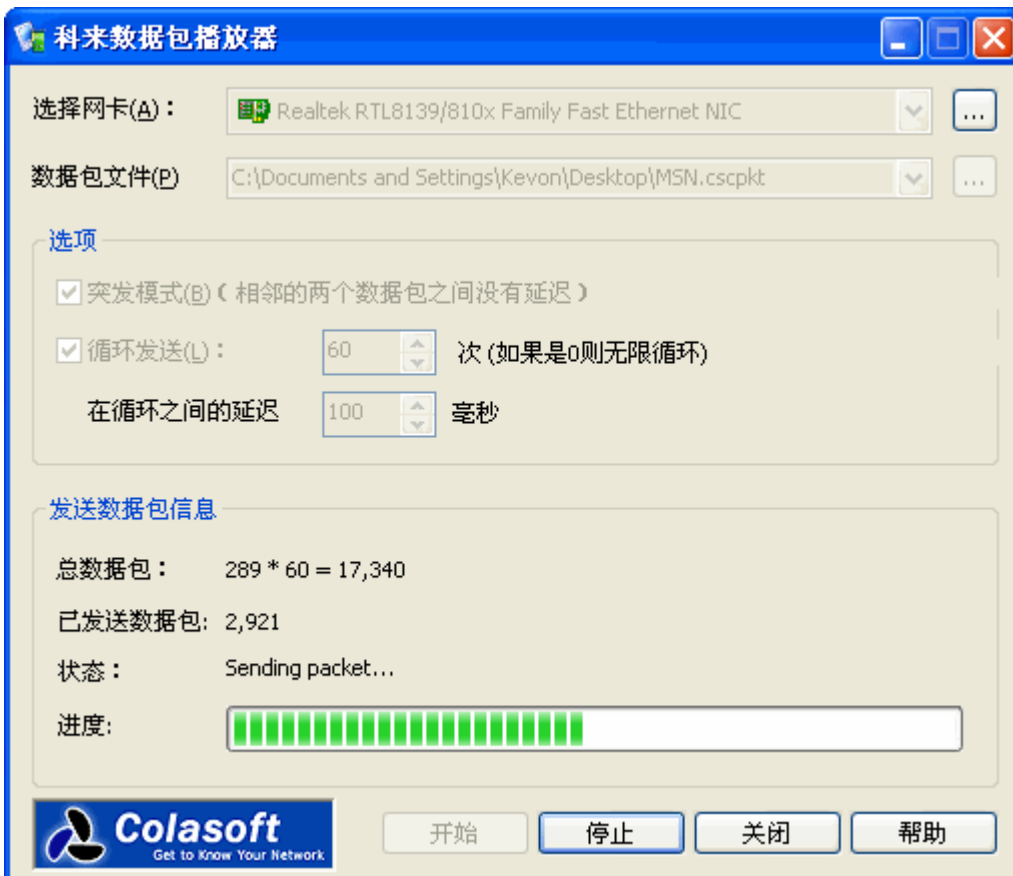 科来数据包播放器
选择网卡(A)： Realtek RTL8139/810x Family Fast Ethernet NIC ...
数据包文件(P) C:\Documents and Settings\Kevon\Desktop\MSN.cscpkt ...
选项
突发模式(B) ( 相邻的两个数据包之间没有延迟 )
循环发送(L)： 60 次 (如果是0则无限循环)
在循环之间的延迟 100 毫秒
发送数据包信息
总数据包： 289 * 60 = 17,340
已发送数据包: 2,921
状态： Sending packet...
进度:
Colasoft
Get to Know Your Network
开始 停止 关闭 帮助